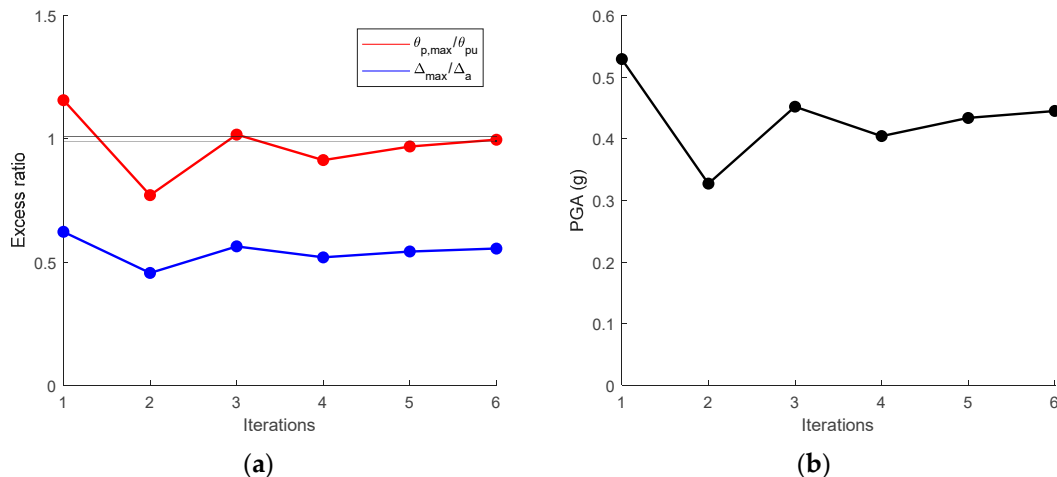 1.5
1
0.5
0
Excess ratio
θp,max/θpu
Δmax/Δa
1 2 3 4 5 6
Iterations
(a)
0.6
0.5
0.4
0.3
0.2
0.1
0
PGA (g)
1 2 3 4 5 6
Iterations
(b)